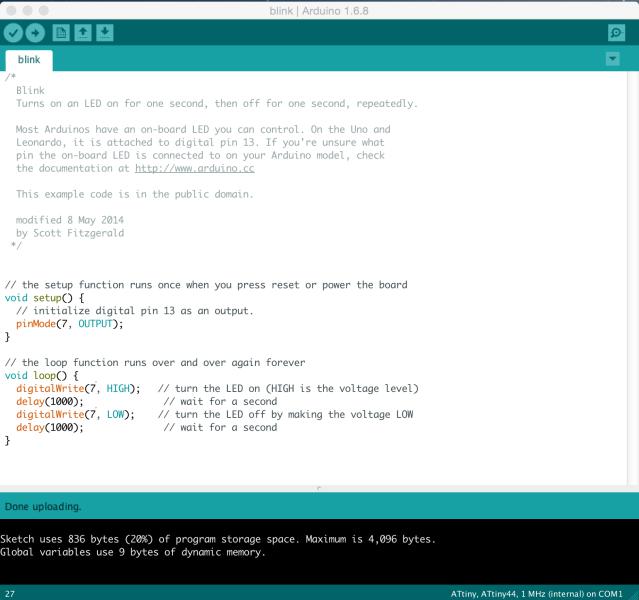 blink | Arduino 1.6.8
blink
/*
  Blink
  Turns on an LED on for one second, then off for one second, repeatedly.

  Most Arduinos have an on-board LED you can control. On the Uno and
  Leonardo, it is attached to digital pin 13. If you're unsure what
  pin the on-board LED is connected to on your Arduino model, check
  the documentation at http://www.arduino.cc

  This example code is in the public domain.

  modified 8 May 2014
  by Scott Fitzgerald
 */

// the setup function runs once when you press reset or power the board
void setup() {
  // initialize digital pin 13 as an output.
  pinMode(7, OUTPUT);
}

// the loop function runs over and over again forever
void loop() {
  digitalWrite(7, HIGH);   // turn the LED on (HIGH is the voltage level)
  delay(1000);              // wait for a second
  digitalWrite(7, LOW);    // turn the LED off by making the voltage LOW
  delay(1000);              // wait for a second
}
Done uploading.
Sketch uses 836 bytes (20%) of program storage space. Maximum is 4,096 bytes.
Global variables use 9 bytes of dynamic memory.
27 ATtiny, ATtiny44, 1 MHz (internal) on COM1